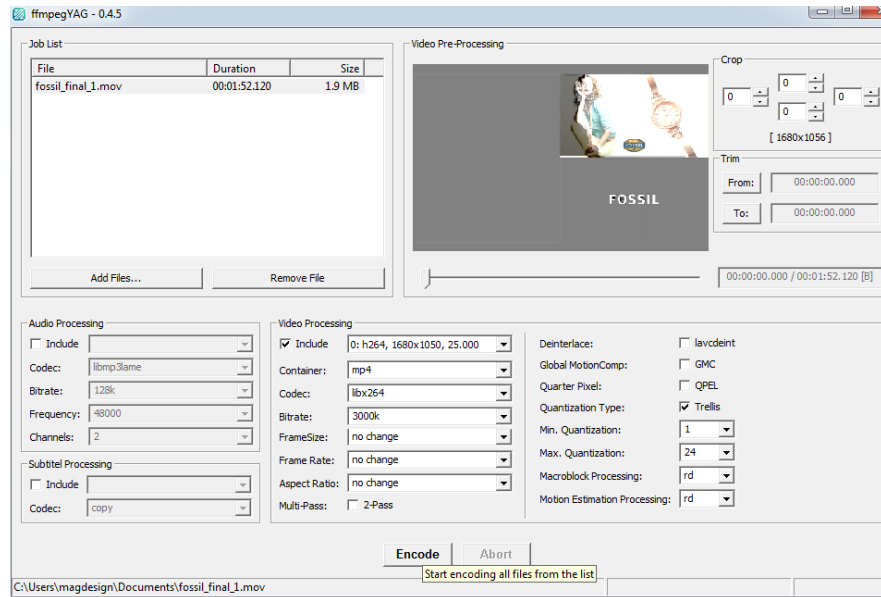 ffmpegYAG - 0.4.5
Job List
File Duration Size
fossil_final_1.mov 00:01:52.120 1.9 MB
Add Files... Remove File
Video Pre-Processing
FOSSIL
FOSSIL
00:00:00.000 / 00:01:52.120 [B]
Crop
0
0 0
0
[ 1680x1056 ]
Trim
From: 00:00:00.000
To: 00:00:00.000
Audio Processing
Include
Codec: libmp3lame
Bitrate: 128k
Frequency: 48000
Channels: 2
Subtitel Processing
Include
Codec: copy
Video Processing
Include 0: h264, 1680x1050, 25.000
Container: mp4
Codec: libx264
Bitrate: 3000k
FrameSize: no change
Frame Rate: no change
Aspect Ratio: no change
Multi-Pass: 2-Pass
Deinterlace: lavcdeint
Global MotionComp: GMC
Quarter Pixel: QPEL
Quantization Type: Trellis
Min. Quantization: 1
Max. Quantization: 24
Macroblock Processing: rd
Motion Estimation Processing: rd
Encode Abort
Start encoding all files from the list
C:\Users\magdesign\Documents\fossil_final_1.mov